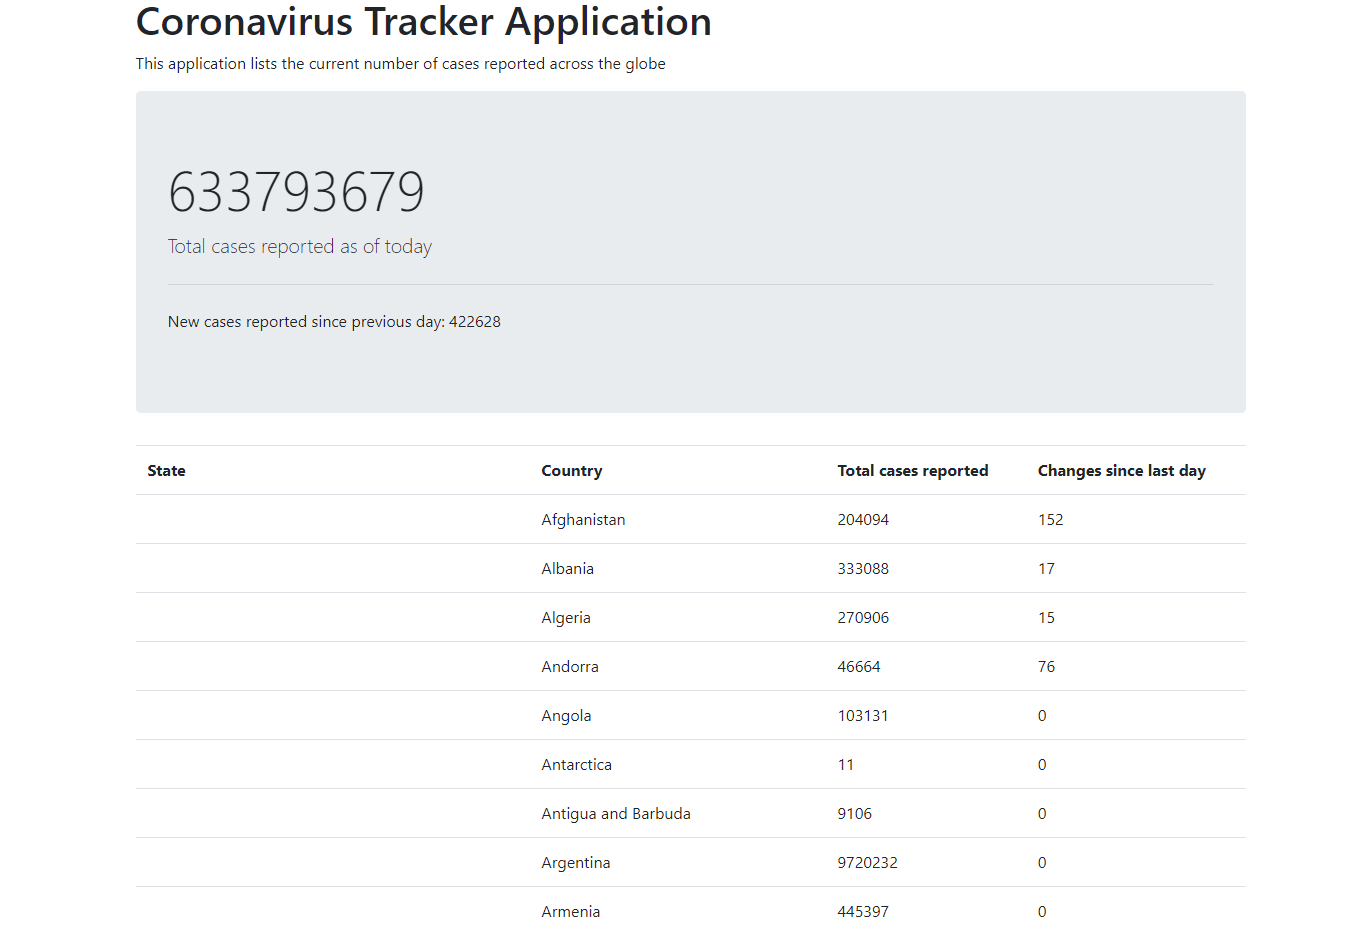 Coronavirus Tracker Application
This application lists the current number of cases reported across the globe
633793679
Total cases reported as of today
New cases reported since previous day: 422628
State Country Total cases reported Changes since last day
Afghanistan 204094 152
Albania 333088 17
Algeria 270906 15
Andorra 46664 76
Angola 103131 0
Antarctica 11 0
Antigua and Barbuda 9106 0
Argentina 9720232 0
Armenia 445397 0